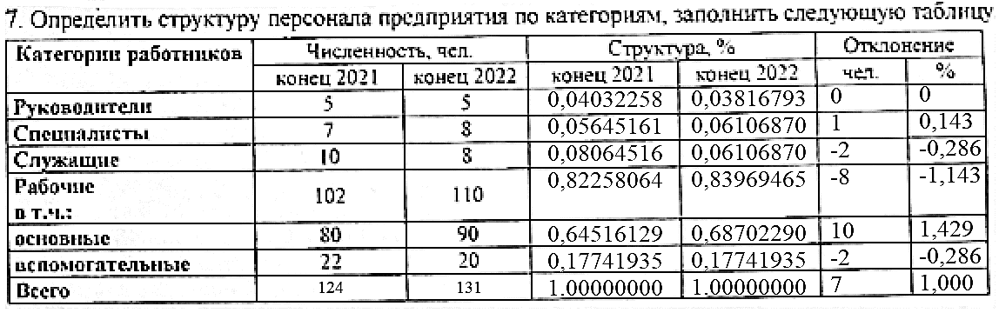 7. Определить структуру персонала предприятия по категориям, заполнить следующую таблицу
Категории работников Численность, чел. Структура, % Отклонение
конец 2021 конец 2022 конец 2021 конец 2022 чел. %
Руководители 5 5 0,04032258 0,03816793 0 0
Специалисты 7 8 0,05645161 0,06106870 1 0,143
Служащие 10 8 0,08064516 0,06106870 -2 -0,286
Рабочие 102 110 0,82258064 0,83969465 -8 -1,143
в т.ч.:
основные 80 90 0,64516129 0,68702290 10 1,429
вспомогательные 22 20 0,17741935 0,17741935 -2 -0,286
Всего 124 131 1.00000000 1.00000000 7 1,000